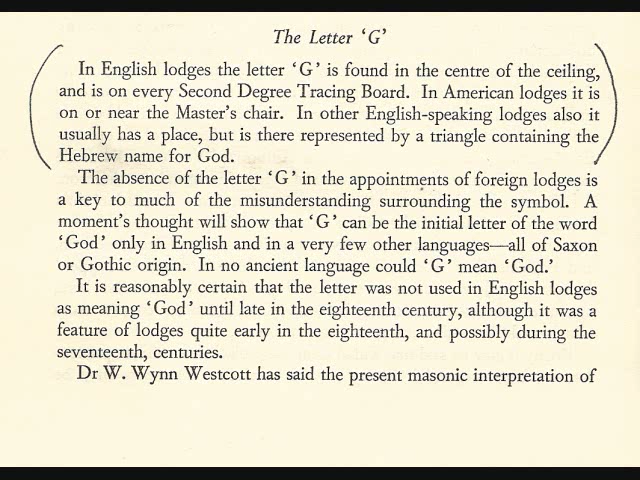 The Letter ‘G’
In English lodges the letter ‘G’ is found in the centre of the ceiling,
and is on every Second Degree Tracing Board. In American lodges it is
on or near the Master’s chair. In other English-speaking lodges also it
usually has a place, but is there represented by a triangle containing the
Hebrew name for God.
The absence of the letter ‘G’ in the appointments of foreign lodges is
a key to much of the misunderstanding surrounding the symbol. A
moment’s thought will show that ‘G’ can be the initial letter of the word
‘God’ only in English and in a very few other languages—all of Saxon
or Gothic origin. In no ancient language could ‘G’ mean ‘God.’
It is reasonably certain that the letter was not used in English lodges
as meaning ‘God’ until late in the eighteenth century, although it was a
feature of lodges quite early in the eighteenth, and possibly during the
seventeenth, centuries.
Dr W. Wynn Westcott has said the present masonic interpretation of